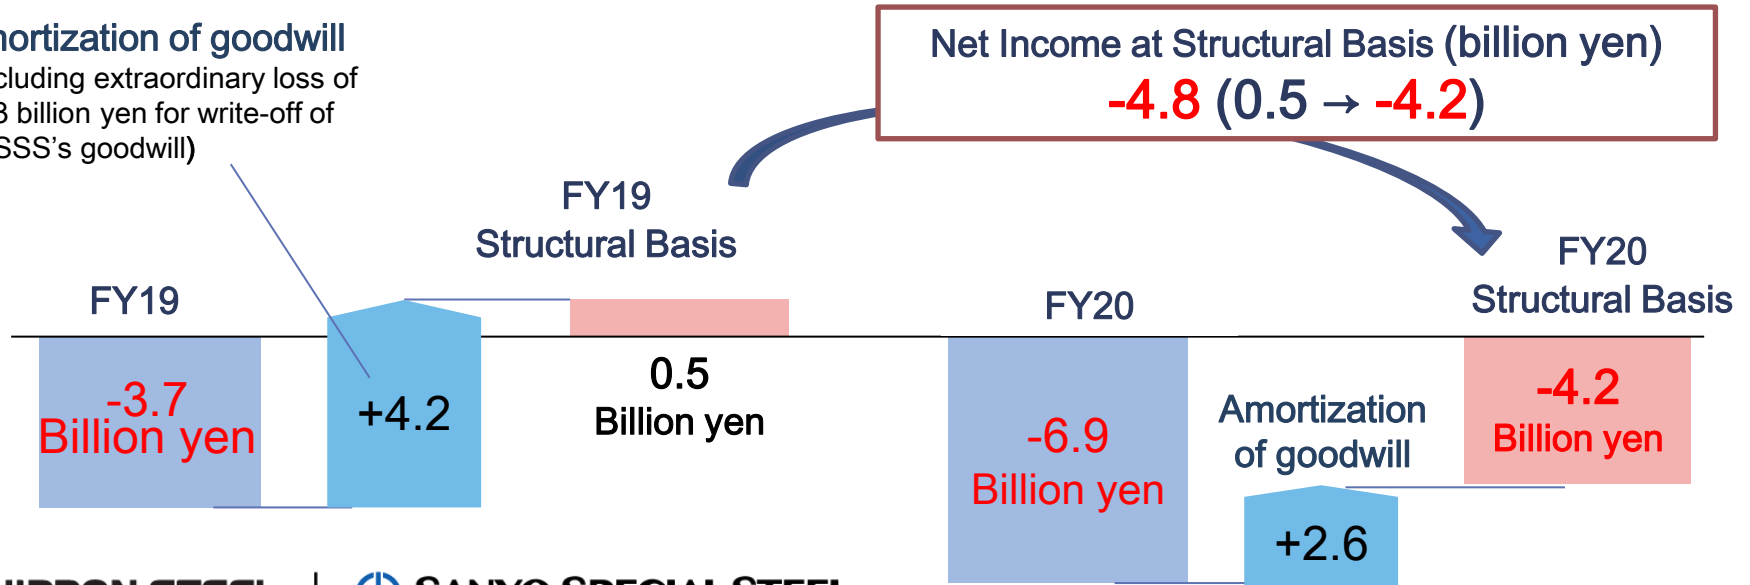 of goodwill
cluding extraordinary loss of
billion yen for write-off of
SSS's goodwill)
Net Income at Structural Basis (billion yen)
-4.8 (0.5 → -4.2)
FY19
Structural Basis
FY20
Structural Basis
FY19
FY20
-3.7
Billion yen
+4.2
0.5
Billion yen
-6.9
Billion yen
Amortization
of goodwill
+2.6
-4.2
Billion yen
SANYO SPECIAL STEEL